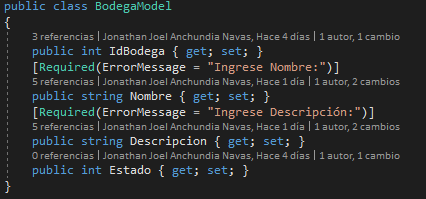 public class BodegaModel
{
3 referencias | Jonathan Joel Anchundia Navas, Hace 4 días | 1 autor, 1 cambio
public int IdBodega { get; set; }
[Required(ErrorMessage = "Ingrese Nombre:")]
5 referencias | Jonathan Joel Anchundia Navas, Hace 1 día | 1 autor, 2 cambios
public string Nombre { get; set; }
[Required(ErrorMessage = "Ingrese Descripción:")]
5 referencias | Jonathan Joel Anchundia Navas, Hace 1 día | 1 autor, 2 cambios
public string Descripcion { get; set; }
0 referencias | Jonathan Joel Anchundia Navas, Hace 4 días | 1 autor, 1 cambio
public int Estado { get; set; }
}